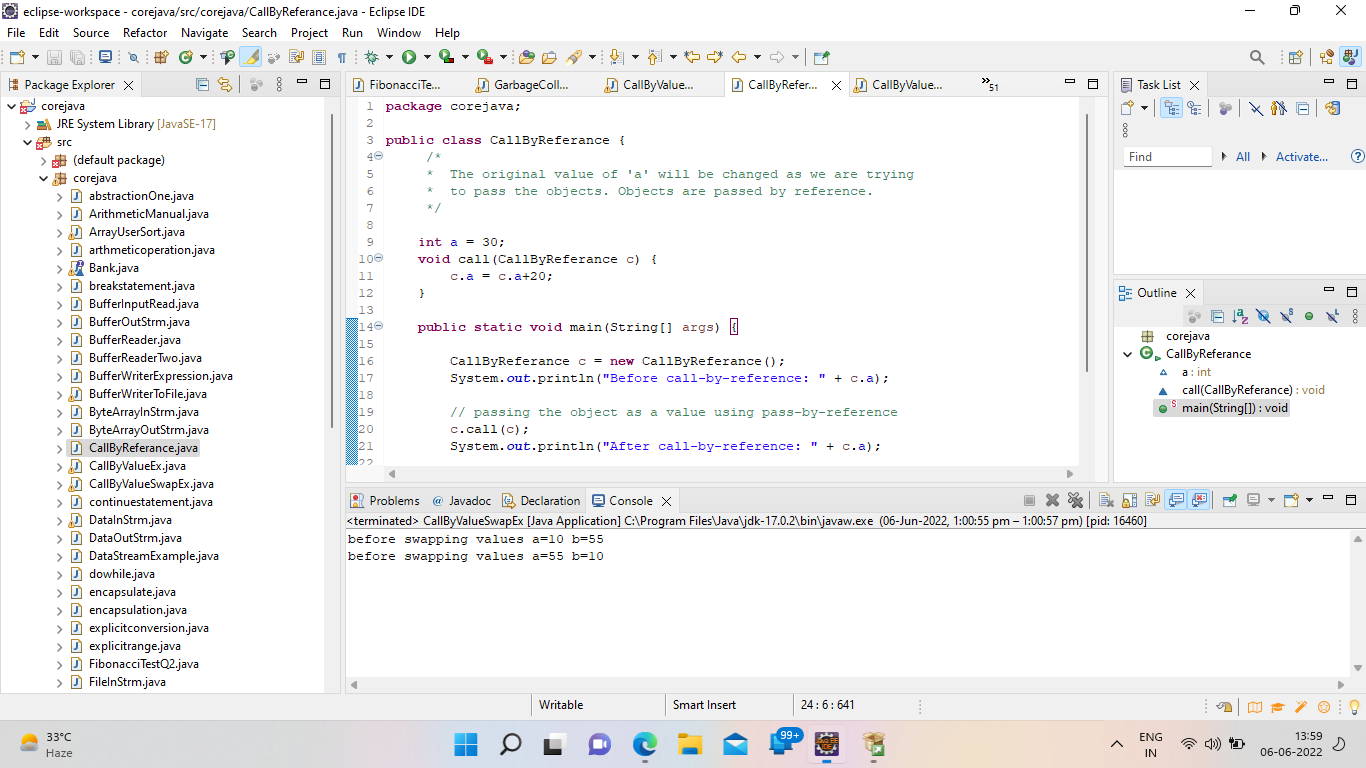 eclipse-workspace - corejava/src/corejava/CallByReferance.java - Eclipse IDE
File Edit Source Refactor Navigate Search Project Run Window Help
Package Explorer
corejava
JRE System Library [JavaSE-17]
src
(default package)
corejava
abstractionOne.java
ArithmeticManual.java
ArrayUserSort.java
arthmeticoperation.java
Bank.java
breakstatement.java
BufferInputRead.java
BufferOutStrm.java
BufferReader.java
BufferReaderTwo.java
BufferWriterExpression.java
BufferWriterToFile.java
ByteArrayInStrm.java
ByteArrayOutStrm.java
CallByReferance.java
CallByValueEx.java
CallByValueSwapEx.java
continuestatement.java
DataInStrm.java
DataOutStrm.java
DataStreamExample.java
dowhile.java
encapsulate.java
encapsulation.java
explicitconversion.java
explicitrange.java
FibonacciTestQ2.java
FileInStrm.java
FibonacciTe... GarbageColl... CallByValue... CallByRefer... CallByValue... »51
1 package corejava;
2
3 public class CallByReferance {
4 /*
5 * The original value of 'a' will be changed as we are trying
6 * to pass the objects. Objects are passed by reference.
7 */
8
9 int a = 30;
10 void call(CallByReferance c) {
11 c.a = c.a+20;
12 }
13
14 public static void main(String[] args) {
15
16 CallByReferance c = new CallByReferance();
17 System.out.println("Before call-by-reference: " + c.a);
18
19 // passing the object as a value using pass-by-reference
20 c.call(c);
21 System.out.println("After call-by-reference: " + c.a);
22
Task List
Find All Activate...
Outline
corejava
CallByReferance
a : int
call(CallByReferance) : void
main(String[]) : void
Problems @ Javadoc Declaration Console
<terminated> CallByValueSwapEx [Java Application] C:\Program Files\Java\jdk-17.0.2\bin\javaw.exe (06-Jun-2022, 1:00:55 pm – 1:00:57 pm) [pid: 16460]
before swapping values a=10 b=55
before swapping values a=55 b=10
Writable Smart Insert 24 : 6 : 641
33°C
Haze
99+
ENG
IN
13:59
06-06-2022